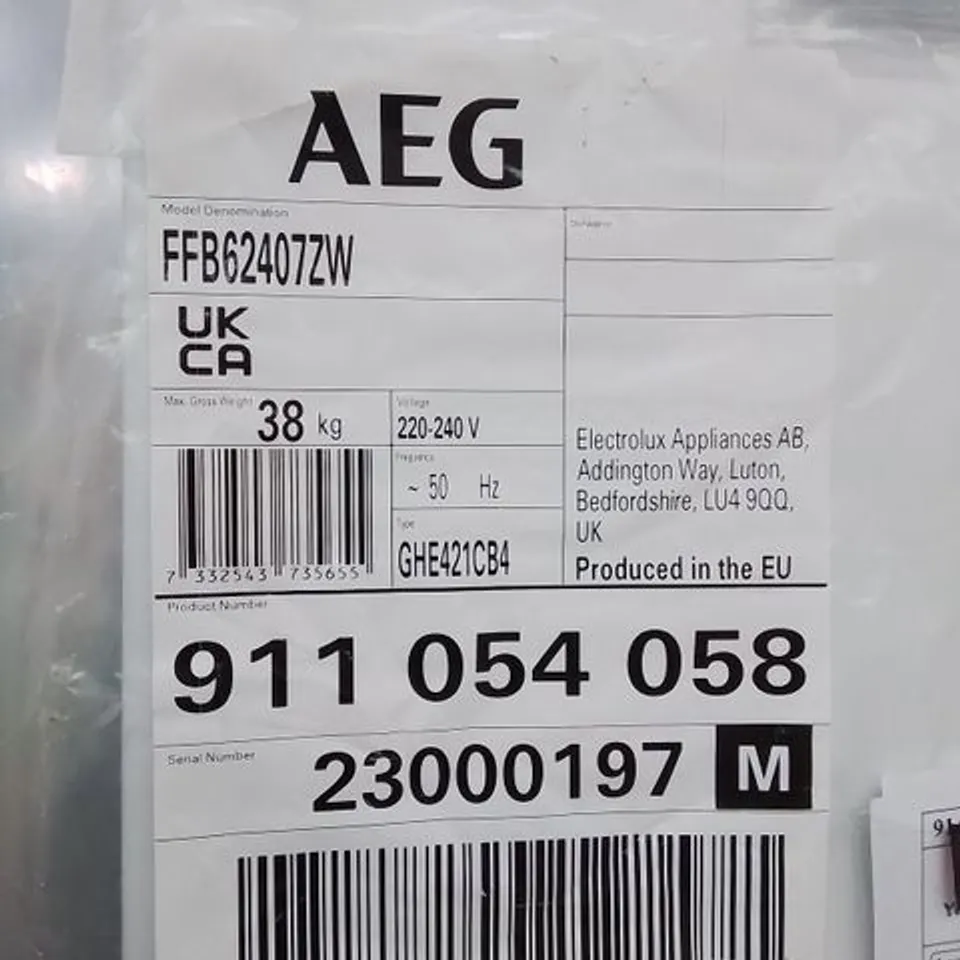 AEG
Model Denomination
FFB62407ZW
UK
CA
Max. Gross Weight 38 kg
Voltage
220-240 V
Frequency
~ 50 Hz
Type
GHE421CB4
7 332543 735655
Electrolux Appliances AB,
Addington Way, Luton,
Bedfordshire, LU4 9QQ,
UK
Produced in the EU
Product Number
911 054 058
Serial Number
23000197 M